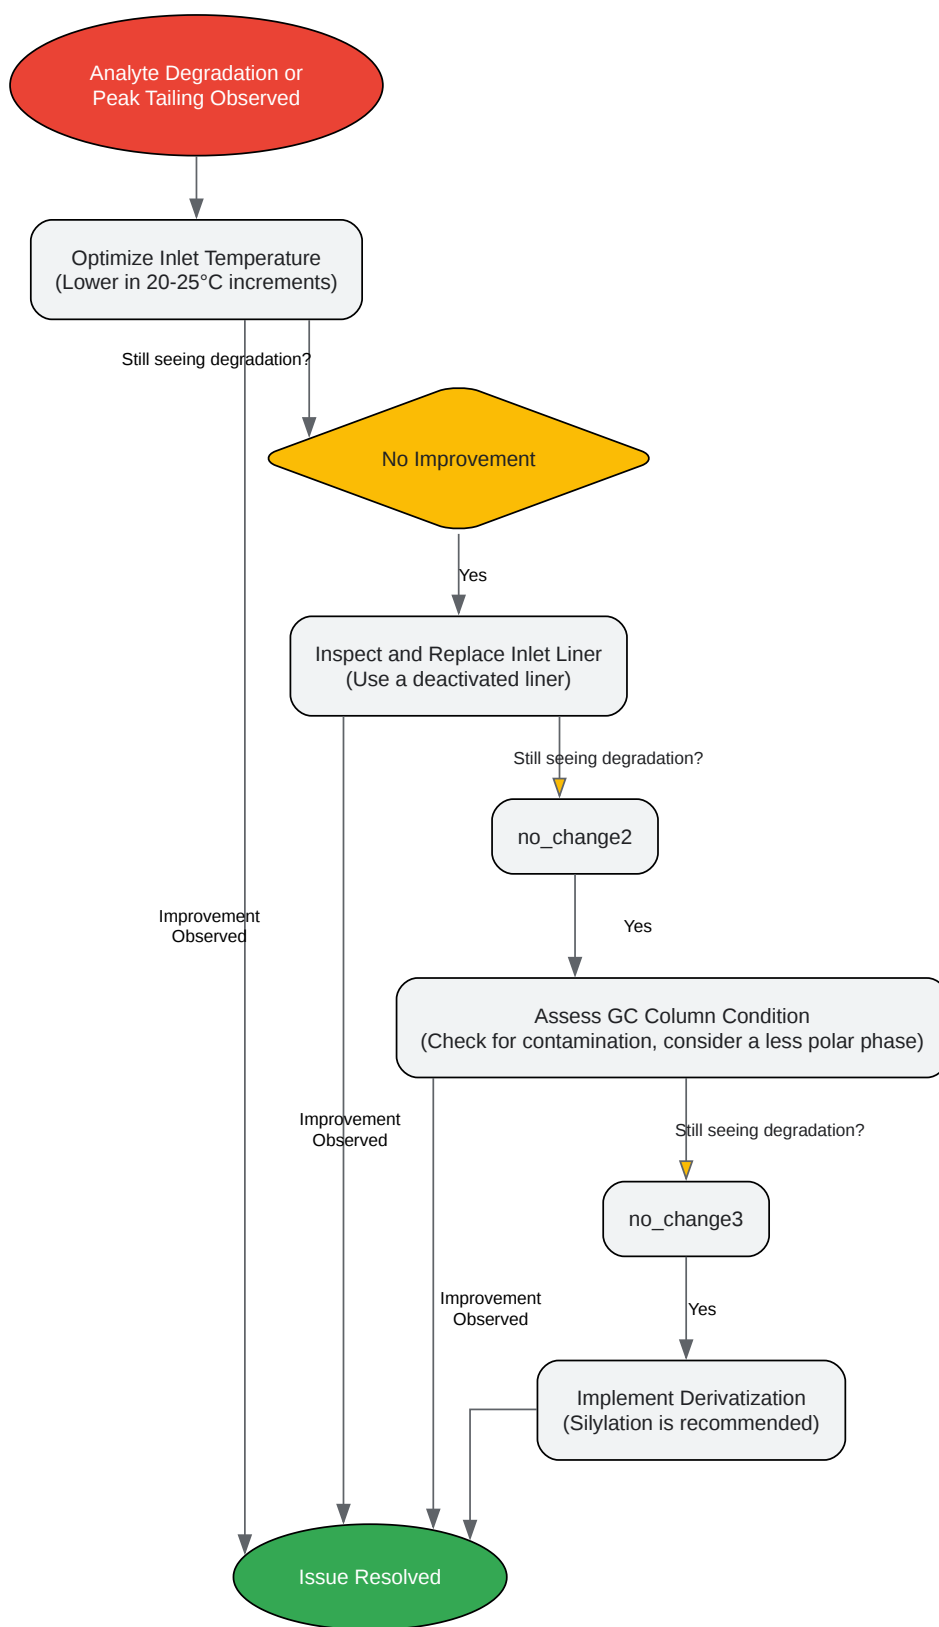 Analyte Degradation or
Peak Tailing Observed
Optimize Inlet Temperature
(Lower in 20-25°C increments)
Still seeing degradation?
No Improvement
Yes
Inspect and Replace Inlet Liner
(Use a deactivated liner)
Still seeing degradation?
no_change2
Improvement
Observed
Yes
Assess GC Column Condition
(Check for contamination, consider a less polar phase)
Improvement
Observed
Still seeing degradation?
no_change3
Improvement
Observed
Yes
Implement Derivatization
(Silylation is recommended)
Issue Resolved